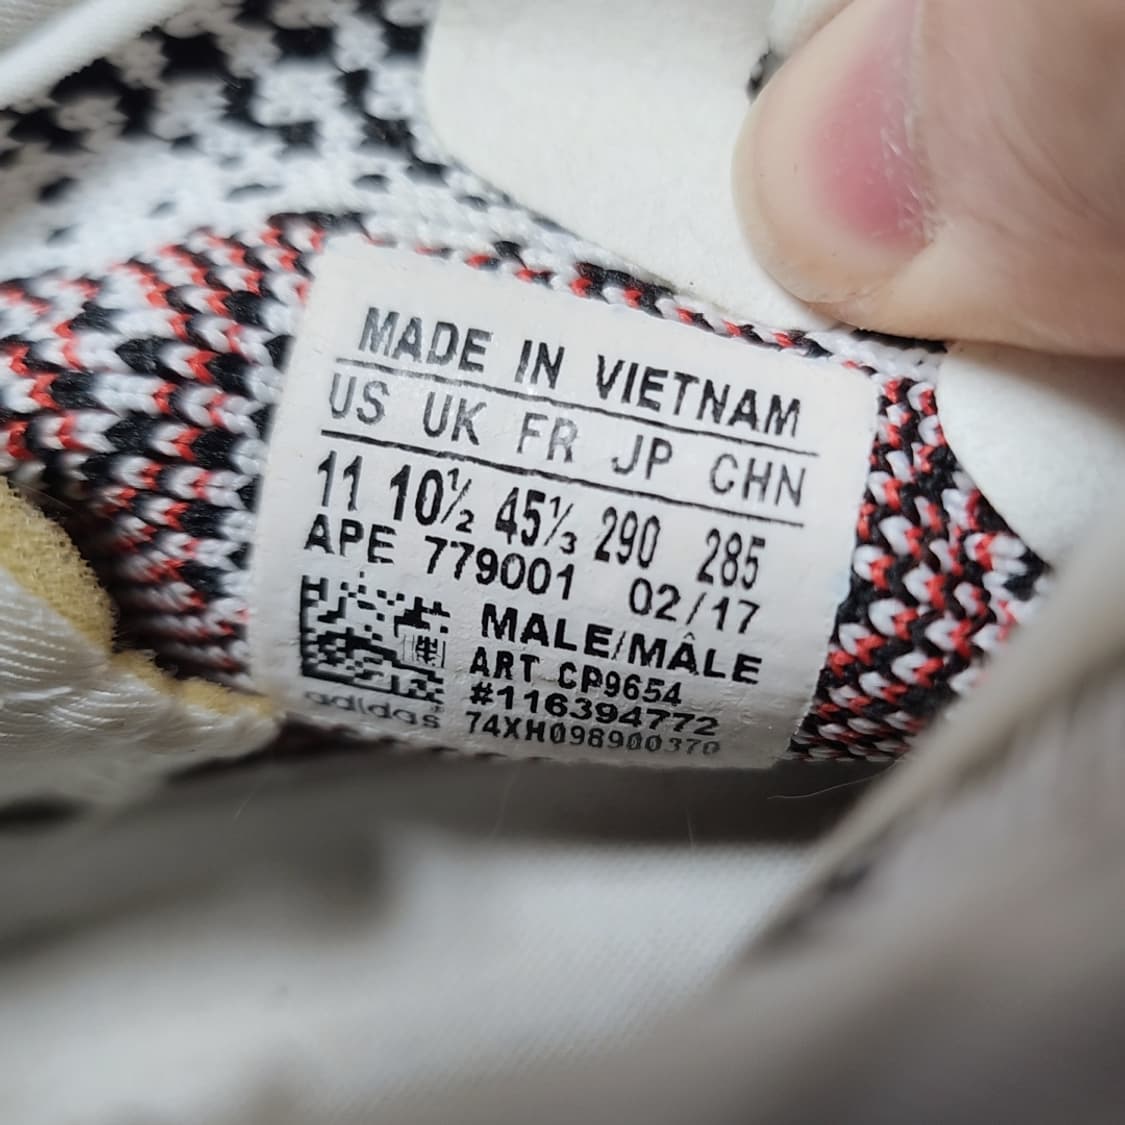 MADE IN VIETNAM
US UK FR JP CHN
11 10½ 45⅓ 290 285
APE 779001 02/17
MALE/MÂLE
ART CP9654
#116394772
74XH098900370
adidas